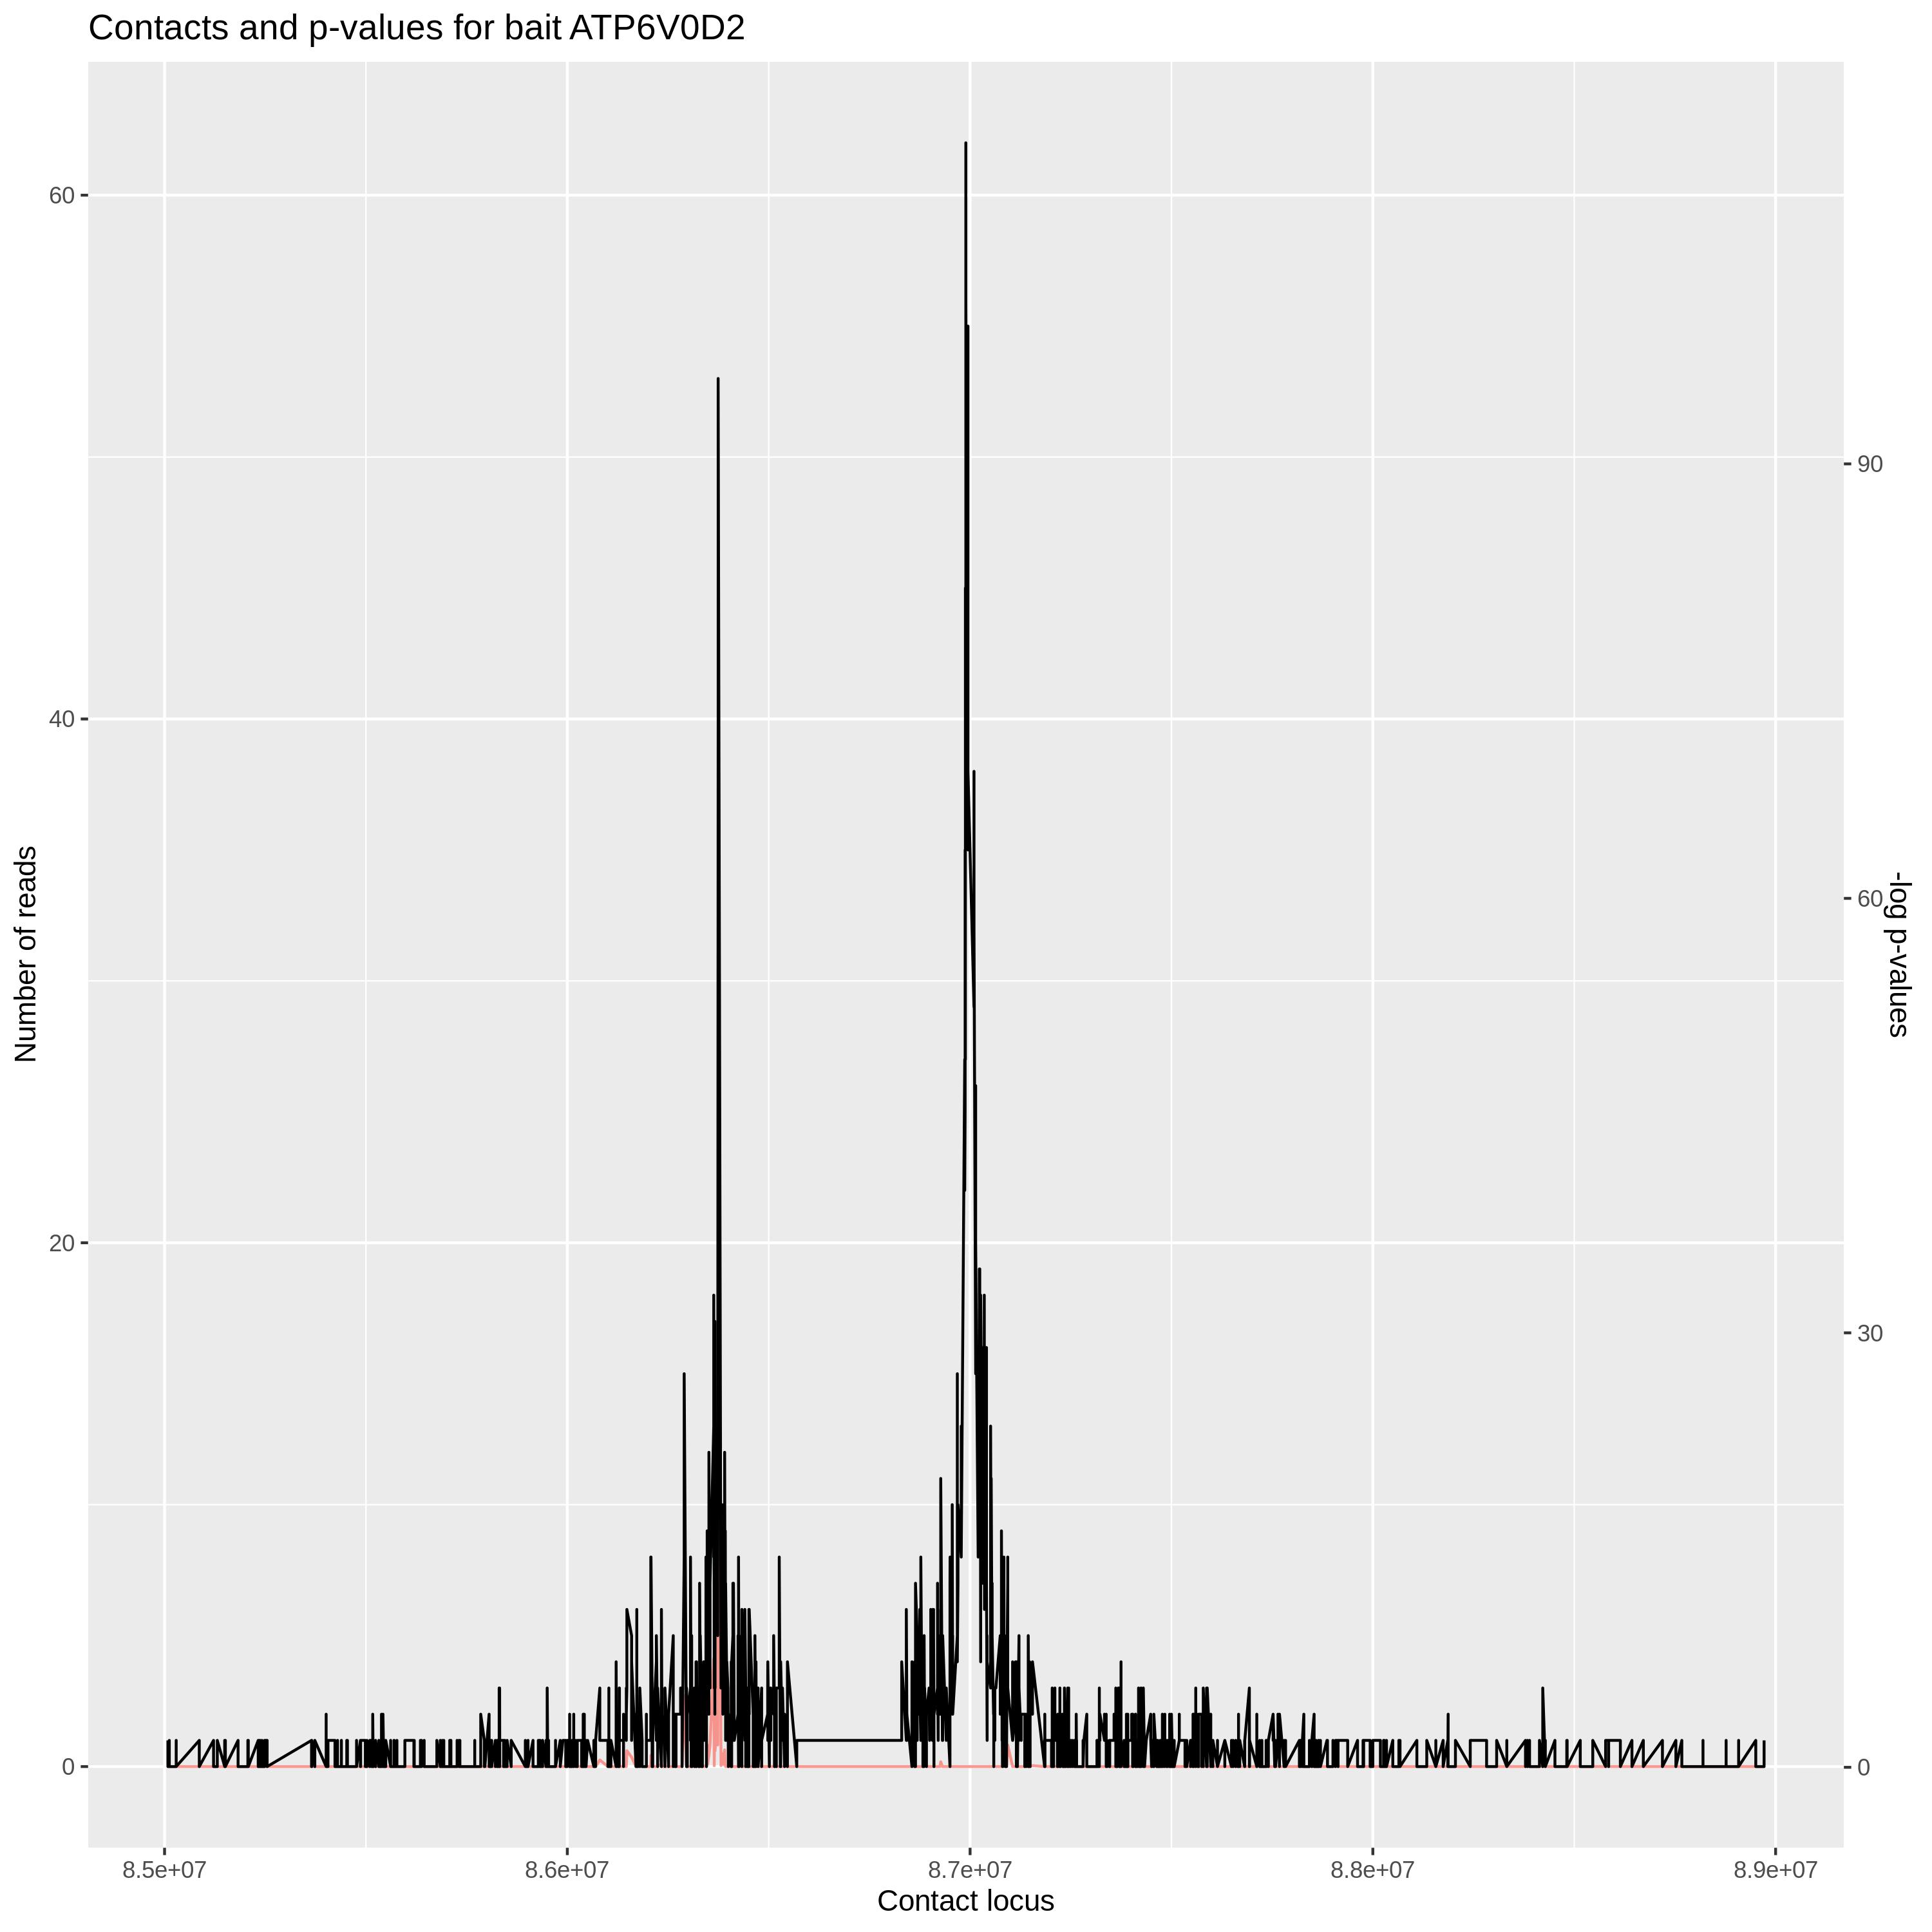 Contacts and p-values for bait ATP6V0D2
60
40
20
0
Number of reads
90
60
30
0
-log p-values
8.5e+07 8.6e+07 8.7e+07 8.8e+07 8.9e+07
Contact locus